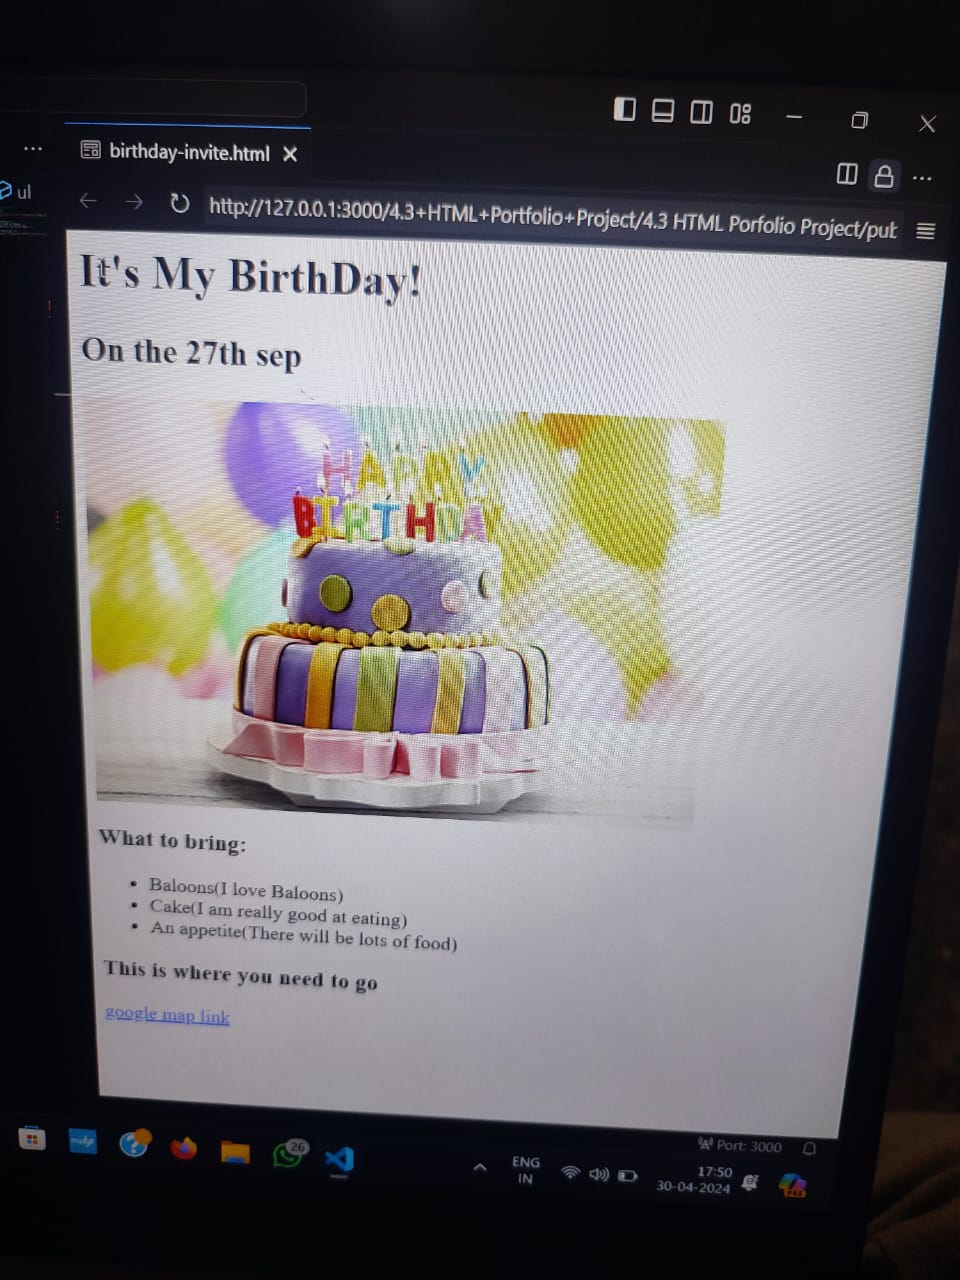 birthday-invite.html
ul
http://127.0.0.1:3000/4.3+HTML+Portfolio+Project/4.3 HTML Porfolio Project/put
It's My BirthDay!
On the 27th sep
HAPPY
BIRTHDAY
What to bring:
Baloons(I love Baloons)
Cake(I am really good at eating)
An appetite(There will be lots of food)
This is where you need to go
google map link
Port: 3000
myhp
26
ENG
IN
17:50
30-04-2024
PRE